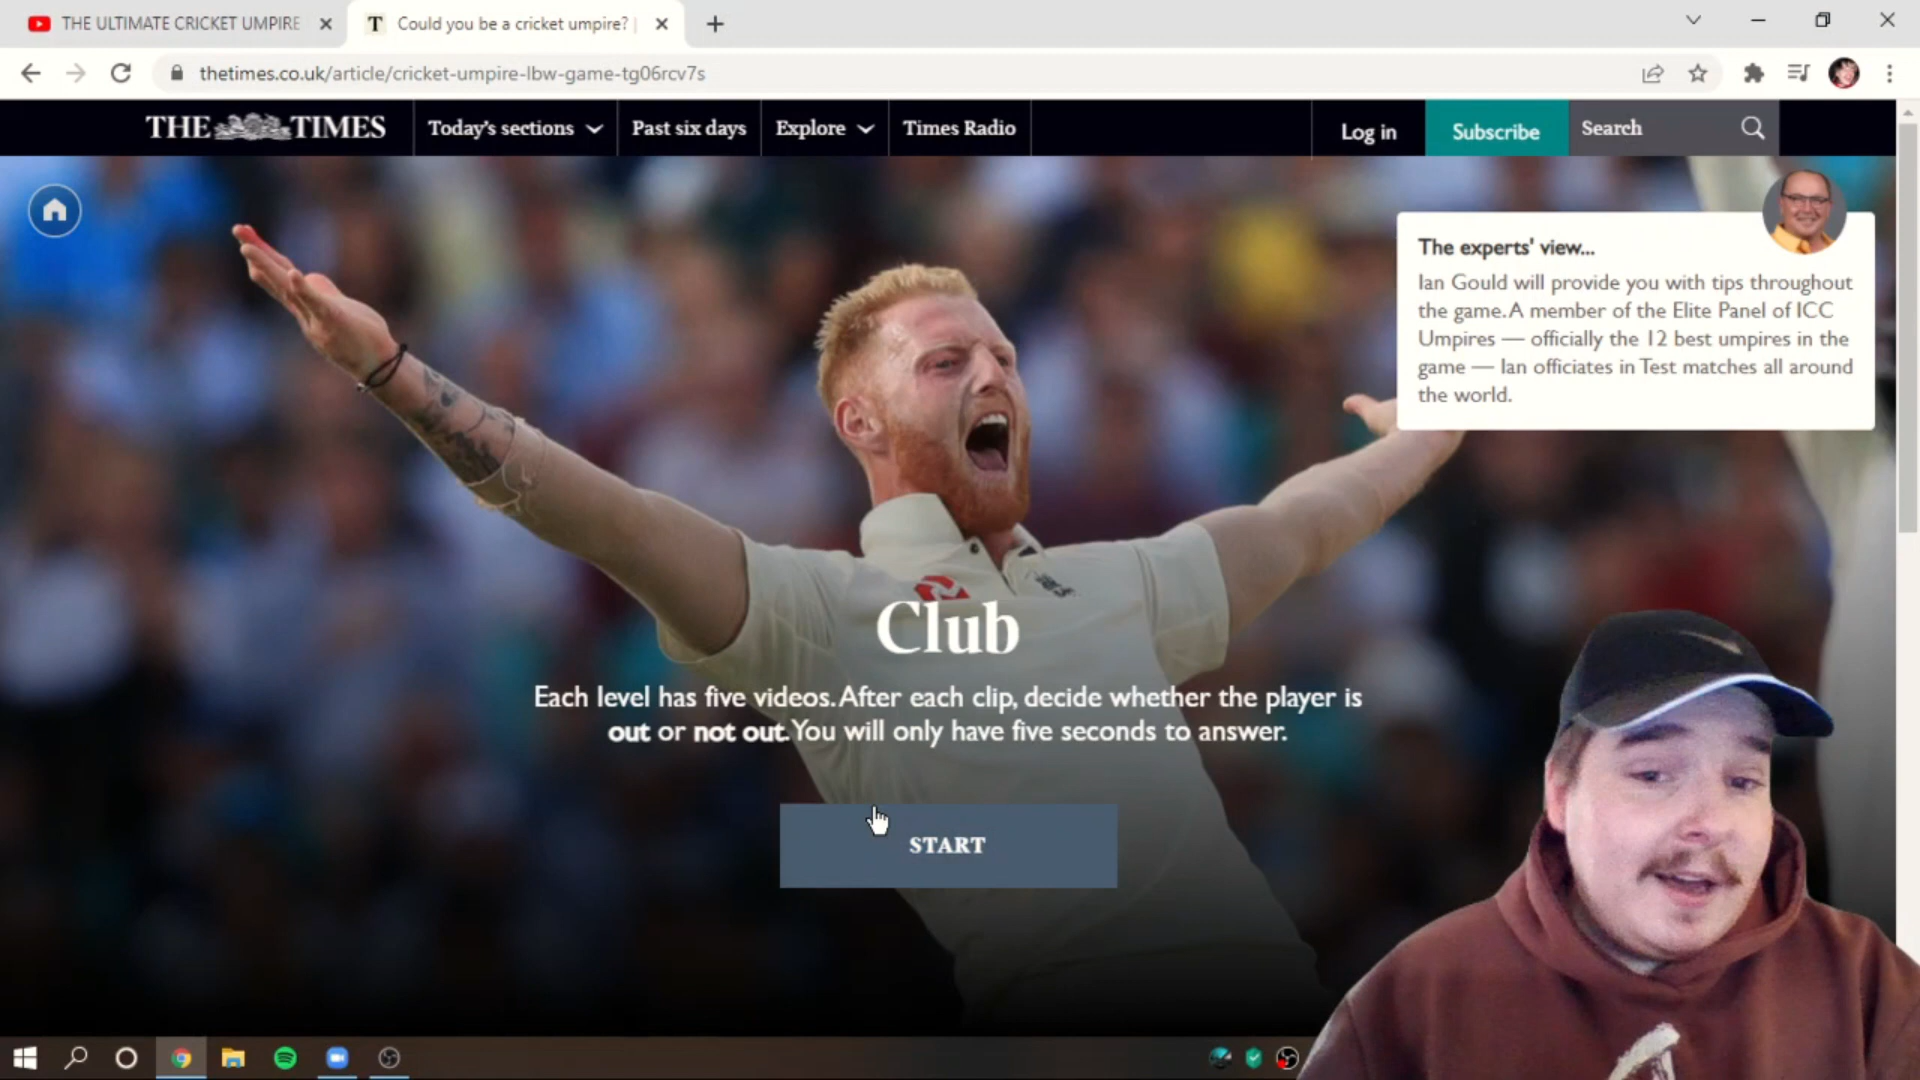 THE ULTIMATE CRICKET UMPIRE
T Could you be a cricket umpire? |
thetimes.co.uk/article/cricket-umpire-lbw-game-tg06rcv7s
THE TIMES
Today's sections
Past six days
Explore
Times Radio
Log in
Subscribe
Search
The experts' view...
Ian Gould will provide you with tips throughout
the game. A member of the Elite Panel of ICC
Umpires — officially the 12 best umpires in the
game — Ian officiates in Test matches all around
the world.
Club
Each level has five videos. After each clip, decide whether the player is
out or not out. You will only have five seconds to answer.
START